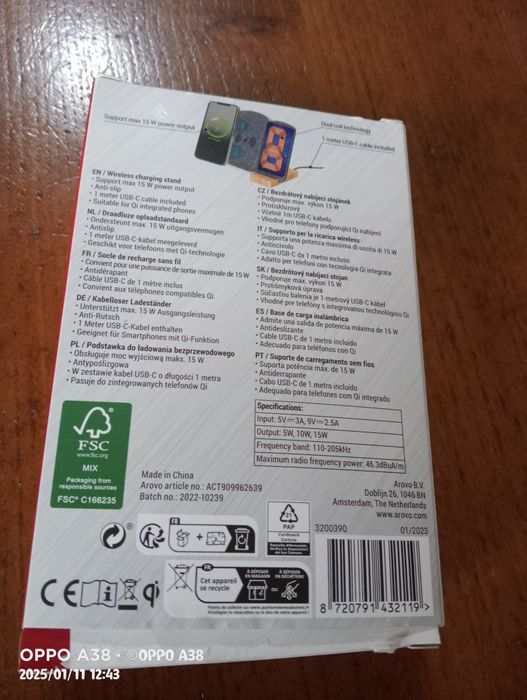 Support max 15 W power output
Dual coil technology
1 meter USB-C cable included
EN / Wireless charging stand
- Support max. 15 W power output
- Anti-slip
- 1 meter USB-C cable included
- Suitable for Qi integrated phones
NL / Draadloze oplaadstandaard
- Ondersteunt max. 15 W uitgangsvermogen
- Antislip
- 1 meter USB-C-kabel meegeleverd
- Geschikt voor telefoons met Qi-technologie
FR / Socle de recharge sans fil
- Convient pour une puissance de sortie maximale de 15 W
- Antidérapant
- Câble USB-C de 1 mètre inclus
- Convient aux téléphones compatibles Qi.
DE / Kabelloser Ladeständer
- Unterstützt max. 15 W Ausgangsleistung
- Anti-Rutsch
- 1 Meter USB-C-Kabel enthalten
- Geeignet für Smartphones mit Qi-Funktion
PL / Podstawka do ładowania bezprzewodowego
- Obsługuje moc wyjściową maks. 15 W
- Antypoślizgowa
- W zestawie kabel USB-C o długości 1 metra
- Pasuje do zintegrowanych telefonów Qi
CZ / Bezdrátový nabíjecí stojánek
- Podporuje max. výkon 15 W
- Protiskluzový
- Včetně 1m USB-C kabelu
- Vhodné pro telefony podporující Qi nabíjení
IT / Supporto per la ricarica wireless
- Supporta una potenza massima di uscita di 15 W
- Antiscivolo
- Cavo USB-C da 1 metro incluso
- Adatto per telefoni con tecnologia Qi integrata
SK / Bezdrôtový nabíjací stojan
- Podporuje max. výkon 15 W
- Protišmyková úprava
- Súčasťou balenia je 1-metrový USB-C kábel
- Vhodné pre telefóny s integrovanou technológiou Qi
ES / Base de carga inalámbrica
- Admite una salida de potencia máxima de 15 W
- Antideslizante
- Cable USB-C de 1 metro incluido
- Adecuado para teléfonos con Qi
PT / Suporte de carregamento sem fios
- Suporta potência máx. de 15 W
- Antiderrapante
- Cabo USB-C de 1 metro incluído
- Adequado para telefones com Qi integrado
Specifications:
Input: 5V⎓3A, 9V⎓2.5A
Output: 5W, 10W, 15W
Frequency band: 110-205kHz
Maximum radio frequency power: 46.3dBuA/m
FSC
www.fsc.org
MIX
Packaging from
responsible sources
FSC® C166235
Made in China
Arovo article no.: ACT909962639
Batch no.: 2022-10239
21
PAP
Arovo B.V.
Doblijn 26, 1046 BN
Amsterdam, The Netherlands
www.arovo.com
3200390
01/2023
FR
FR
Cet appareil
se recycle
À DÉPOSER
EN MAGASIN
OU
À DÉPOSER
EN DÉCHÈTERIE
CE
qi
8 720791 432119 >
OPPO A38 · ©OPPO A38
2025/01/11 12:43